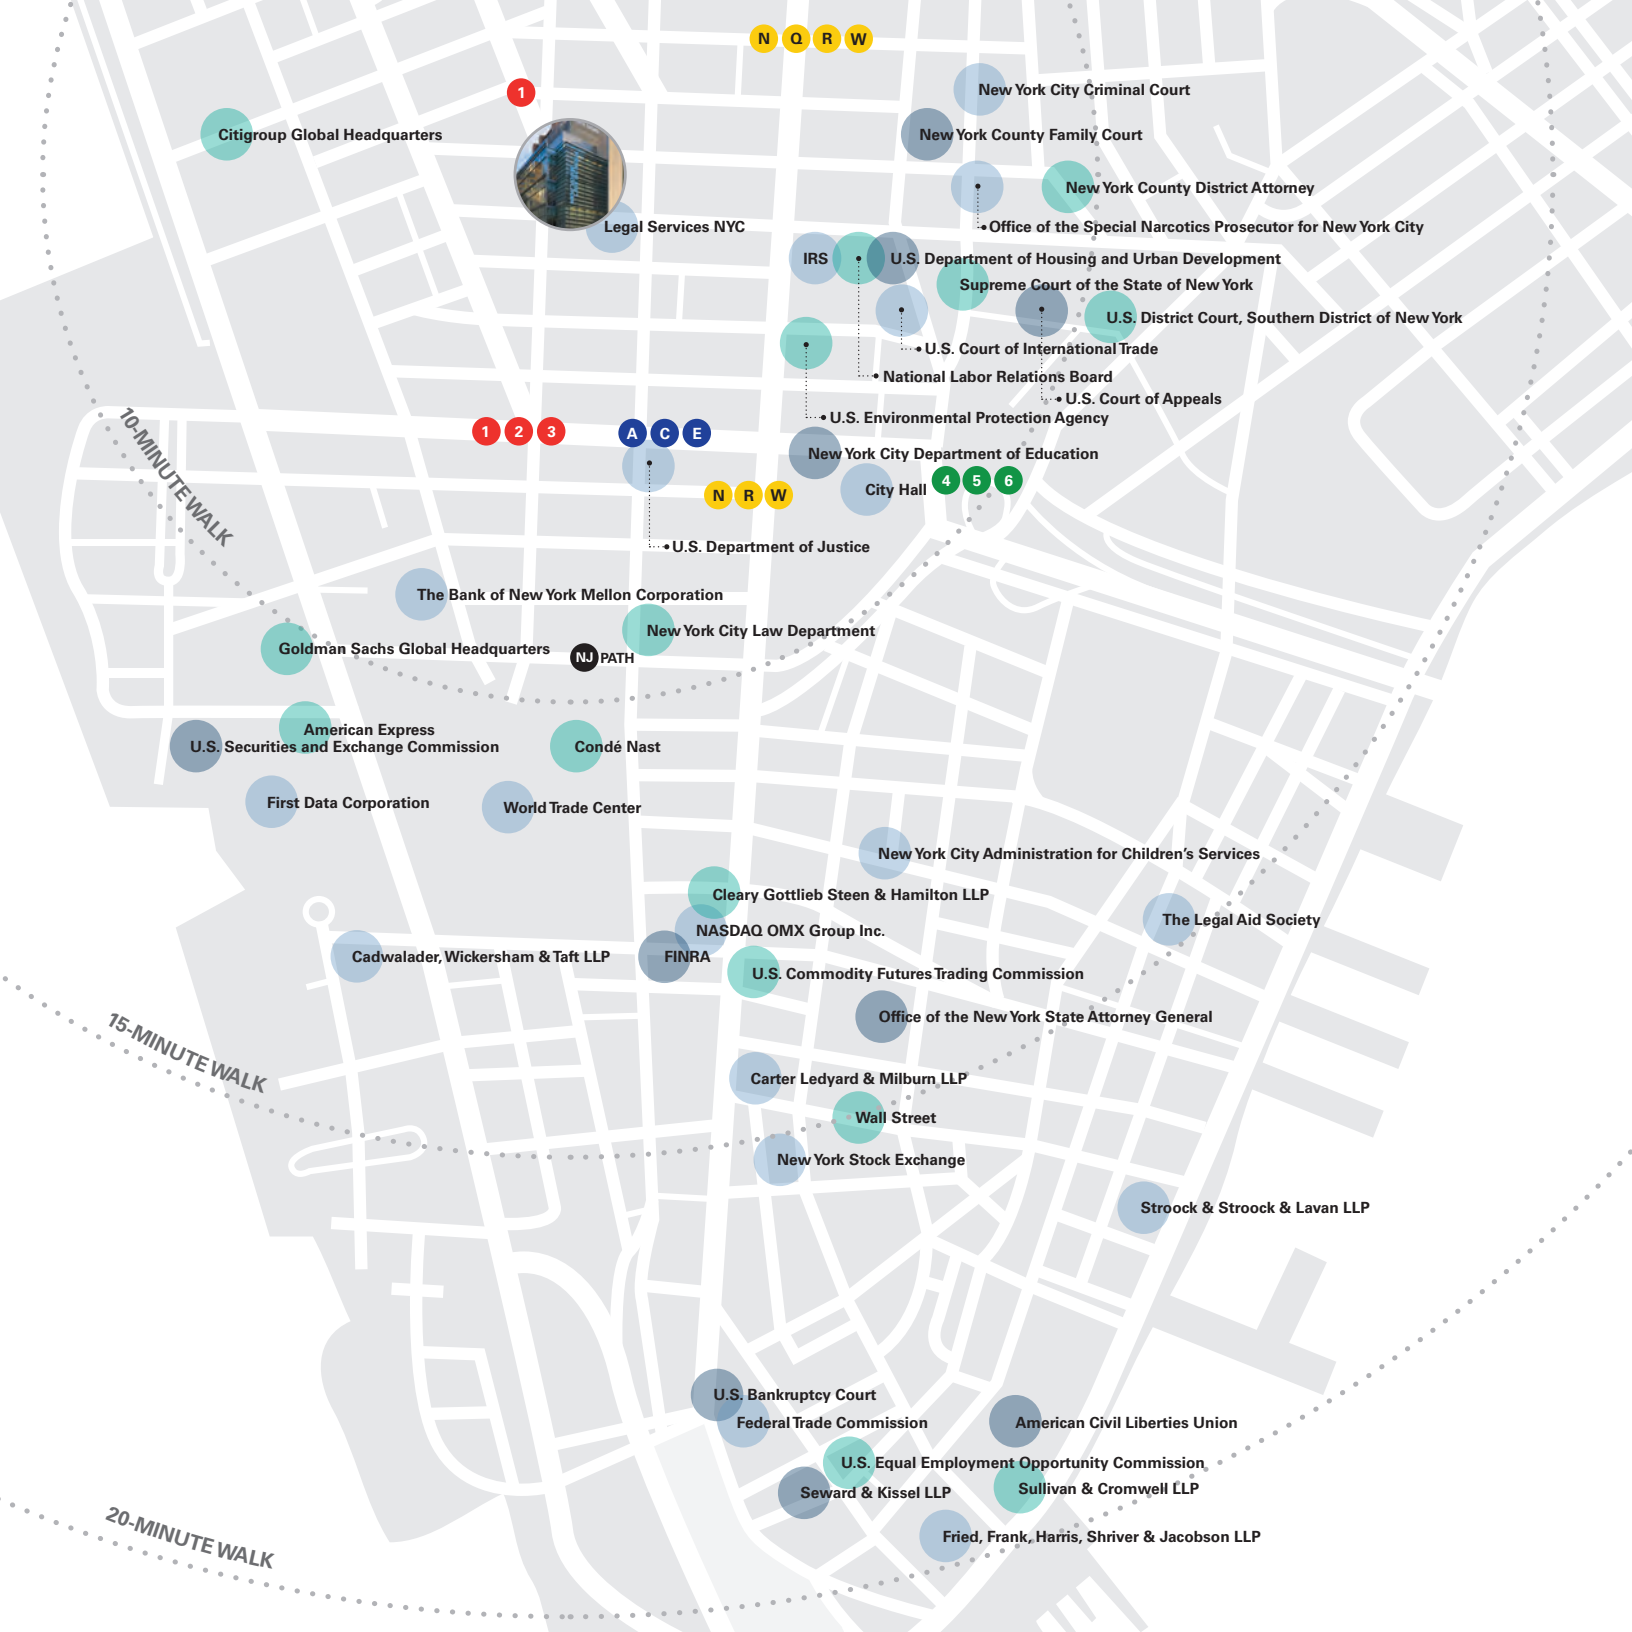 N Q R W
1
New York City Criminal Court
Citigroup Global Headquarters
New York County Family Court
New York County District Attorney
Legal Services NYC
Office of the Special Narcotics Prosecutor for New York City
IRS
U.S. Department of Housing and Urban Development
Supreme Court of the State of New York
U.S. District Court, Southern District of New York
U.S. Court of International Trade
National Labor Relations Board
U.S. Court of Appeals
U.S. Environmental Protection Agency
1 2 3
A C E
10-MINUTE WALK
New York City Department of Education
City Hall
4 5 6
N R W
U.S. Department of Justice
The Bank of New York Mellon Corporation
New York City Law Department
Goldman Sachs Global Headquarters
NJ PATH
American Express
U.S. Securities and Exchange Commission
Condé Nast
First Data Corporation
World Trade Center
New York City Administration for Children's Services
Cleary Gottlieb Steen & Hamilton LLP
The Legal Aid Society
NASDAQ OMX Group Inc.
Cadwalader, Wickersham & Taft LLP
FINRA
U.S. Commodity Futures Trading Commission
Office of the New York State Attorney General
15-MINUTE WALK
Carter Ledyard & Milburn LLP
Wall Street
New York Stock Exchange
Stroock & Stroock & Lavan LLP
U.S. Bankruptcy Court
Federal Trade Commission
American Civil Liberties Union
U.S. Equal Employment Opportunity Commission
Sullivan & Cromwell LLP
Seward & Kissel LLP
20-MINUTE WALK
Fried, Frank, Harris, Shriver & Jacobson LLP